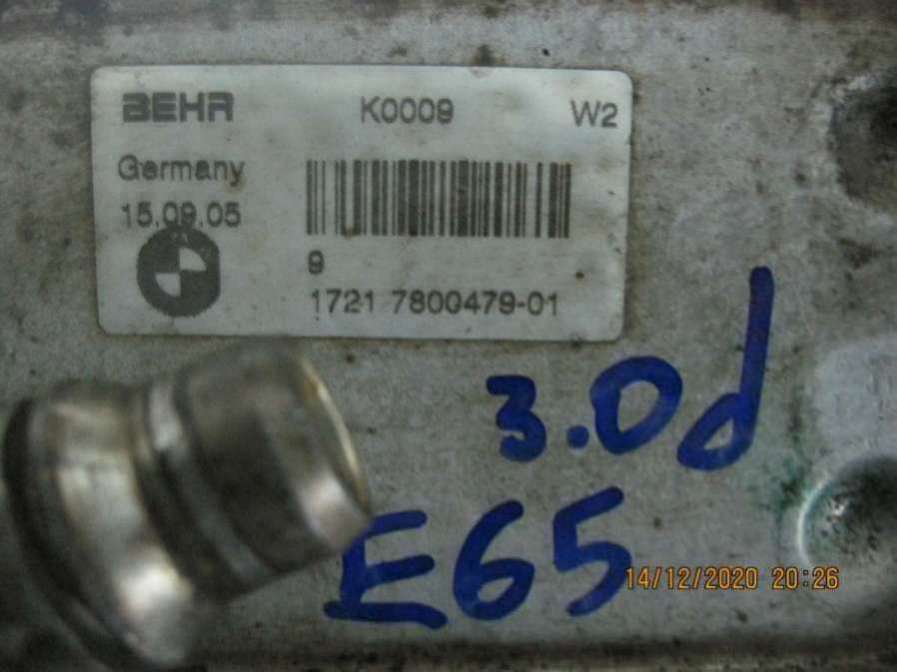 BEHR K0009 W2
Germany
15.09.05
9
1721 7800479-01
3.0d
E65
14/12/2020 20:26